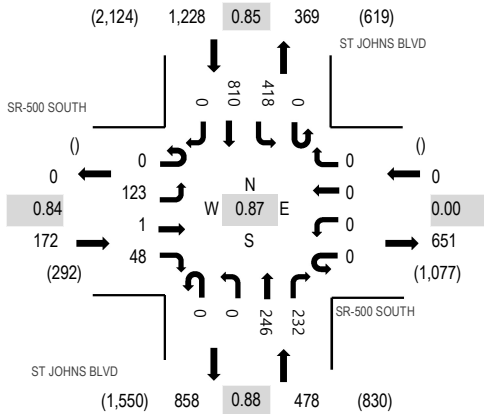 (2,124) 1,228 0.85 369 (619)
ST JOHNS BLVD
SR-500 SOUTH
0 810 418 0
() ()
0 0 0 0
0.84 123 N 0 0.00
W 0.87 E
172 1 S 0 651
(292) 48 0 (1,077)
0 0 246 232
SR-500 SOUTH
ST JOHNS BLVD
(1,550) 858 0.88 478 (830)